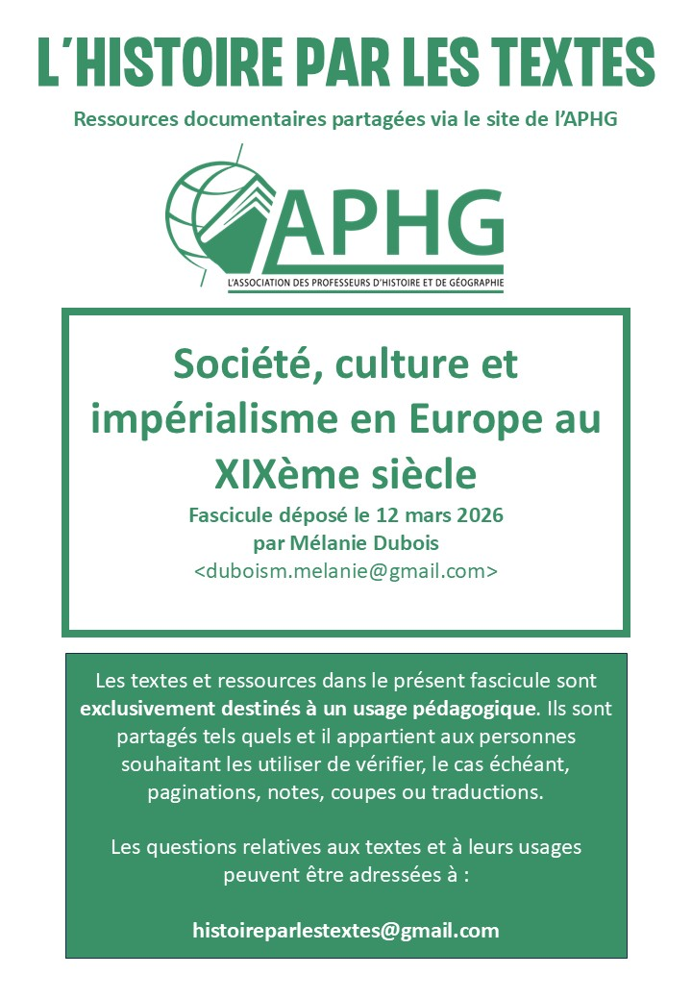 L'HISTOIRE PAR LES TEXTES
Ressources documentaires partagées via le site de l'APHG
APHG
L'ASSOCIATION DES PROFESSEURS D'HISTOIRE ET DE GÉOGRAPHIE
Société, culture et
impérialisme en Europe au
XIXème siècle
Fascicule déposé le 12 mars 2026
par Mélanie Dubois
<duboism.melanie@gmail.com>
Les textes et ressources dans le présent fascicule sont
exclusivement destinés à un usage pédagogique. Ils sont
partagés tels quels et il appartient aux personnes
souhaitant les utiliser de vérifier, le cas échéant,
paginations, notes, coupes ou traductions.
Les questions relatives aux textes et à leurs usages
peuvent être adressées à :
histoireparlestextes@gmail.com